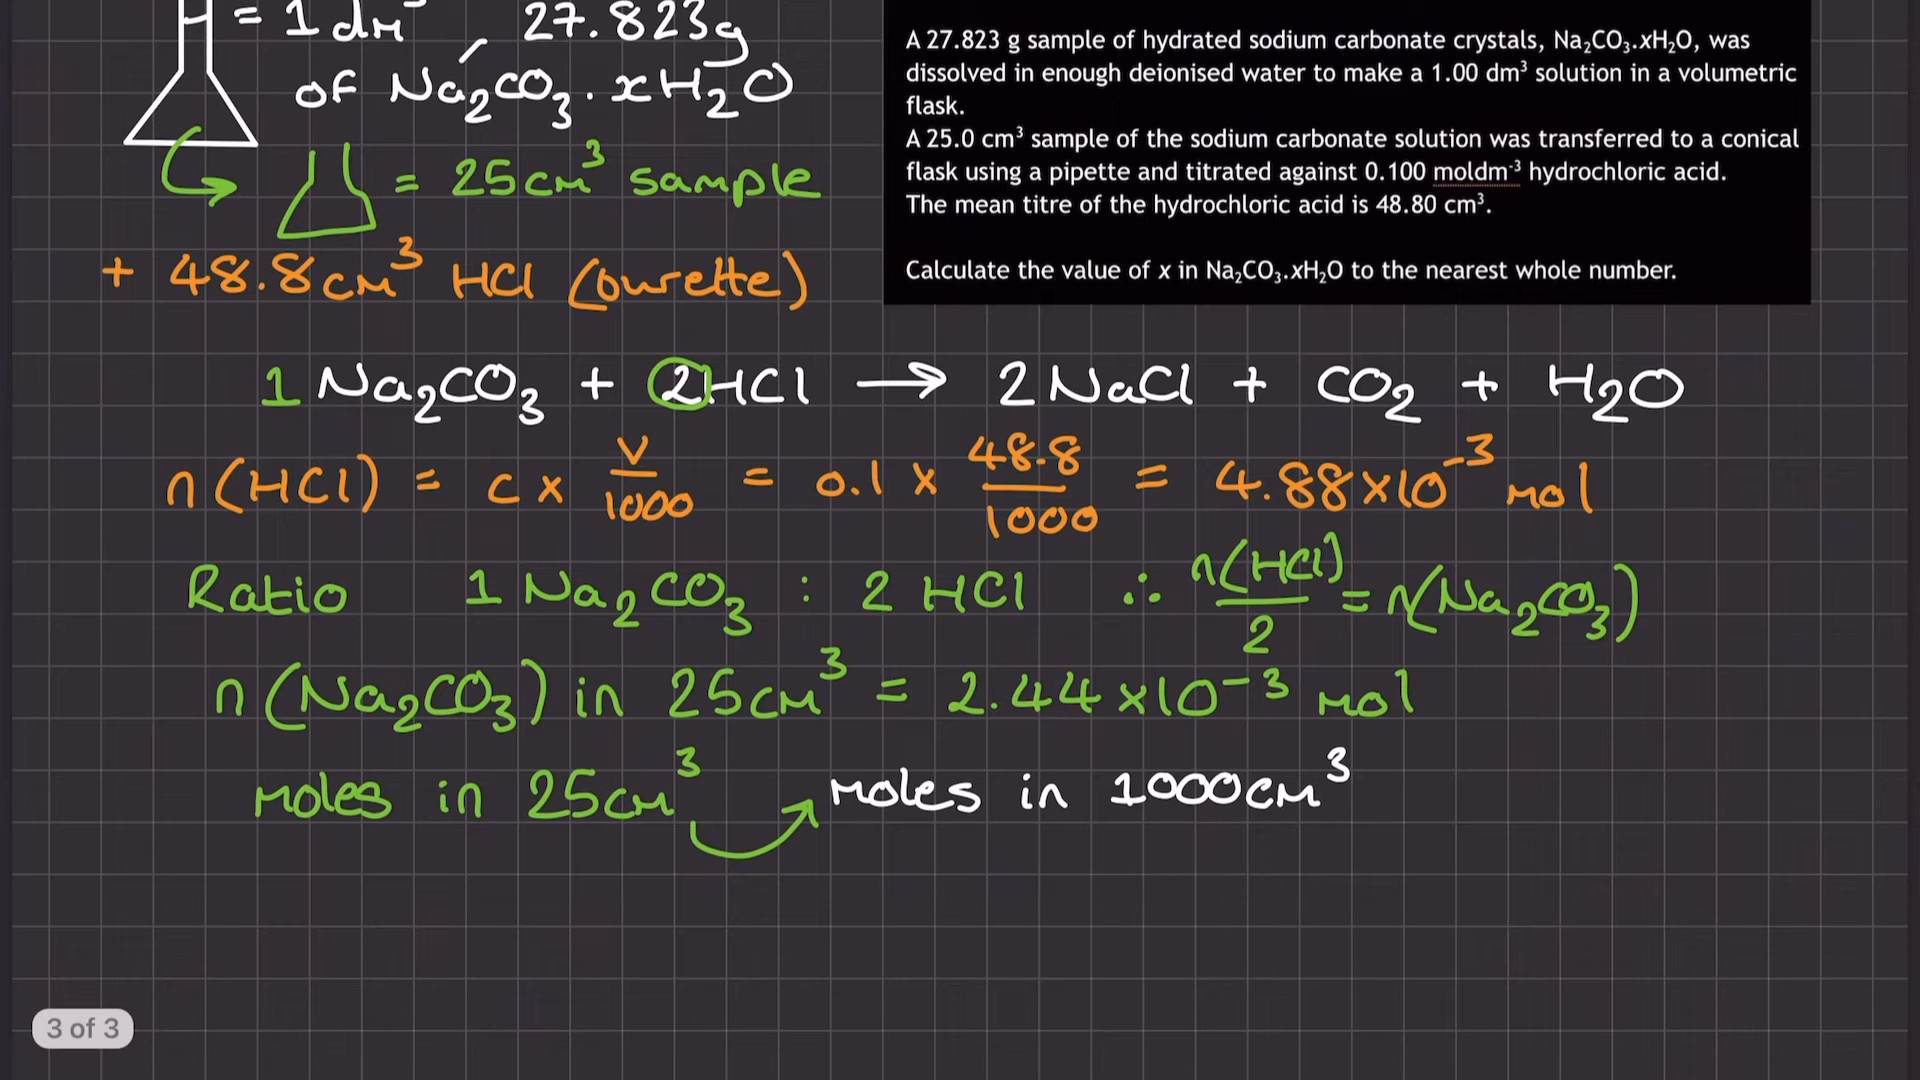 = 1 dm³, 27.823g
of Na₂CO₃.xH₂O
= 25cm³ sample
+ 48.8cm³ HCl (burette)
A 27.823 g sample of hydrated sodium carbonate crystals, Na₂CO₃.xH₂O, was
dissolved in enough deionised water to make a 1.00 dm³ solution in a volumetric
flask.
A 25.0 cm³ sample of the sodium carbonate solution was transferred to a conical
flask using a pipette and titrated against 0.100 moldm⁻³ hydrochloric acid.
The mean titre of the hydrochloric acid is 48.80 cm³.
Calculate the value of x in Na₂CO₃.xH₂O to the nearest whole number.
1 Na₂CO₃ + 2HCl → 2NaCl + CO₂ + H₂O
n(HCl) = c x V/1000 = 0.1 x 48.8/1000 = 4.88x10⁻³ mol
Ratio 1 Na₂CO₃ : 2 HCl ∴ n(HCl)/2 = n(Na₂CO₃)
n(Na₂CO₃) in 25cm³ = 2.44x10⁻³ mol
moles in 25cm³ moles in 1000cm³
3 of 3